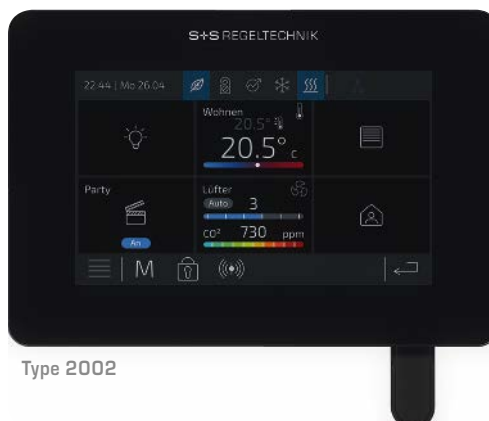 S+S REGELTECHNIK
22:44 | Mo 26.04
Wohnen
20.5°
20.5° c
Party
An
Lüfter
Auto 3
CO² 730 ppm
M
Type 2002